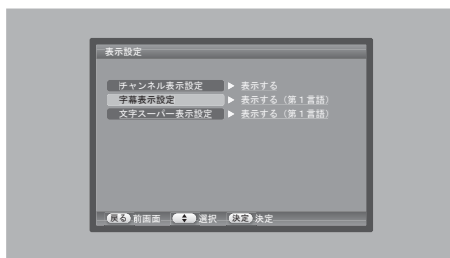 表示設定
チャンネル表示設定 ▶ 表示する
字幕表示設定 ▶ 表示する（第１言語）
文字スーパー表示設定 ▶ 表示する（第１言語）
戻る 前画面 選択 決定 決定